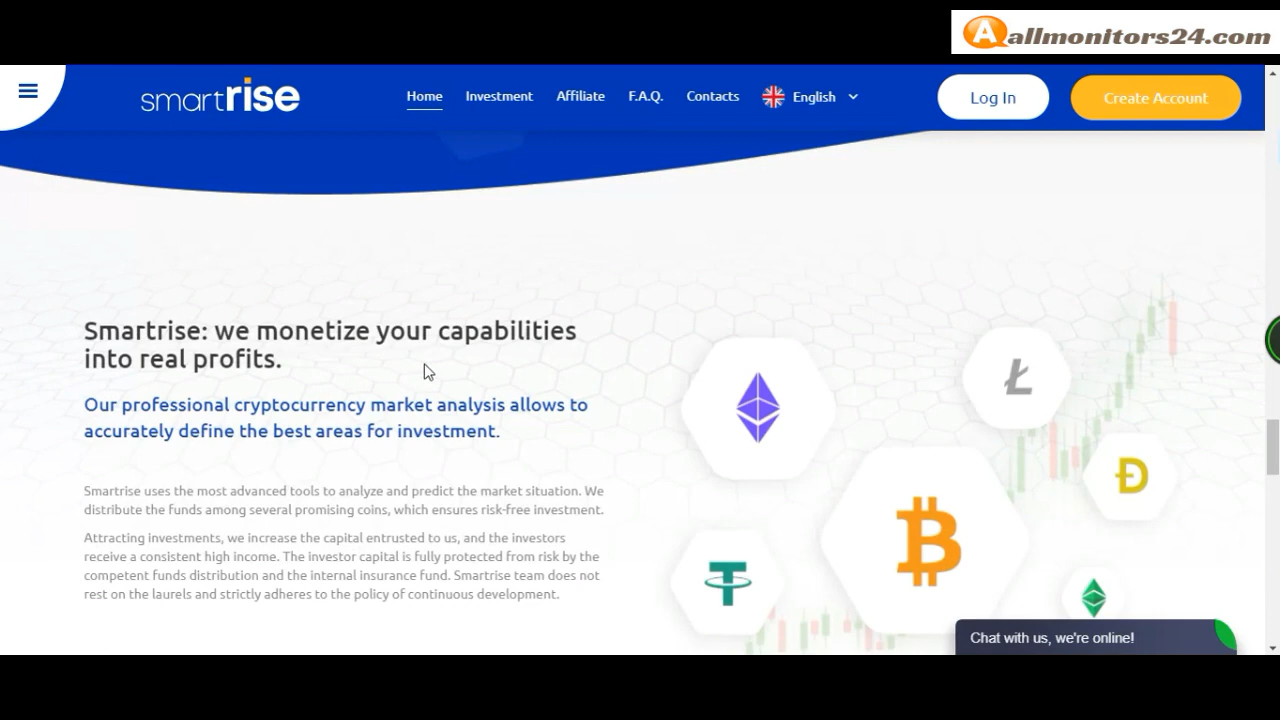 allmonitors24.com
smartrise
Home Investment Affiliate F.A.Q. Contacts English Log In Create Account
Smartrise: we monetize your capabilities
into real profits.
Our professional cryptocurrency market analysis allows to
accurately define the best areas for investment.
Smartrise uses the most advanced tools to analyze and predict the market situation. We
distribute the funds among several promising coins, which ensures risk-free investment.
Attracting investments, we increase the capital entrusted to us, and the investors
receive a consistent high income. The investor capital is fully protected from risk by the
competent funds distribution and the internal insurance fund. Smartrise team does not
rest on the laurels and strictly adheres to the policy of continuous development.
Chat with us, we're online!